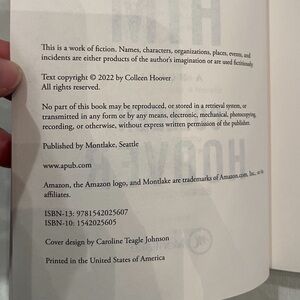 This is a work of fiction. Names, characters, organizations, places, events, and
incidents are either products of the author's imagination or are used fictitiously.
Text copyright © 2022 by Colleen Hoover
All rights reserved.
No part of this book may be reproduced, or stored in a retrieval system, or
transmitted in any form or by any means, electronic, mechanical, photocopying,
recording, or otherwise, without express written permission of the publisher.
Published by Montlake, Seattle
www.apub.com
Amazon, the Amazon logo, and Montlake are trademarks of Amazon.com, Inc., or its
affiliates.
ISBN-13: 9781542025607
ISBN-10: 1542025605
Cover design by Caroline Teagle Johnson
Printed in the United States of America